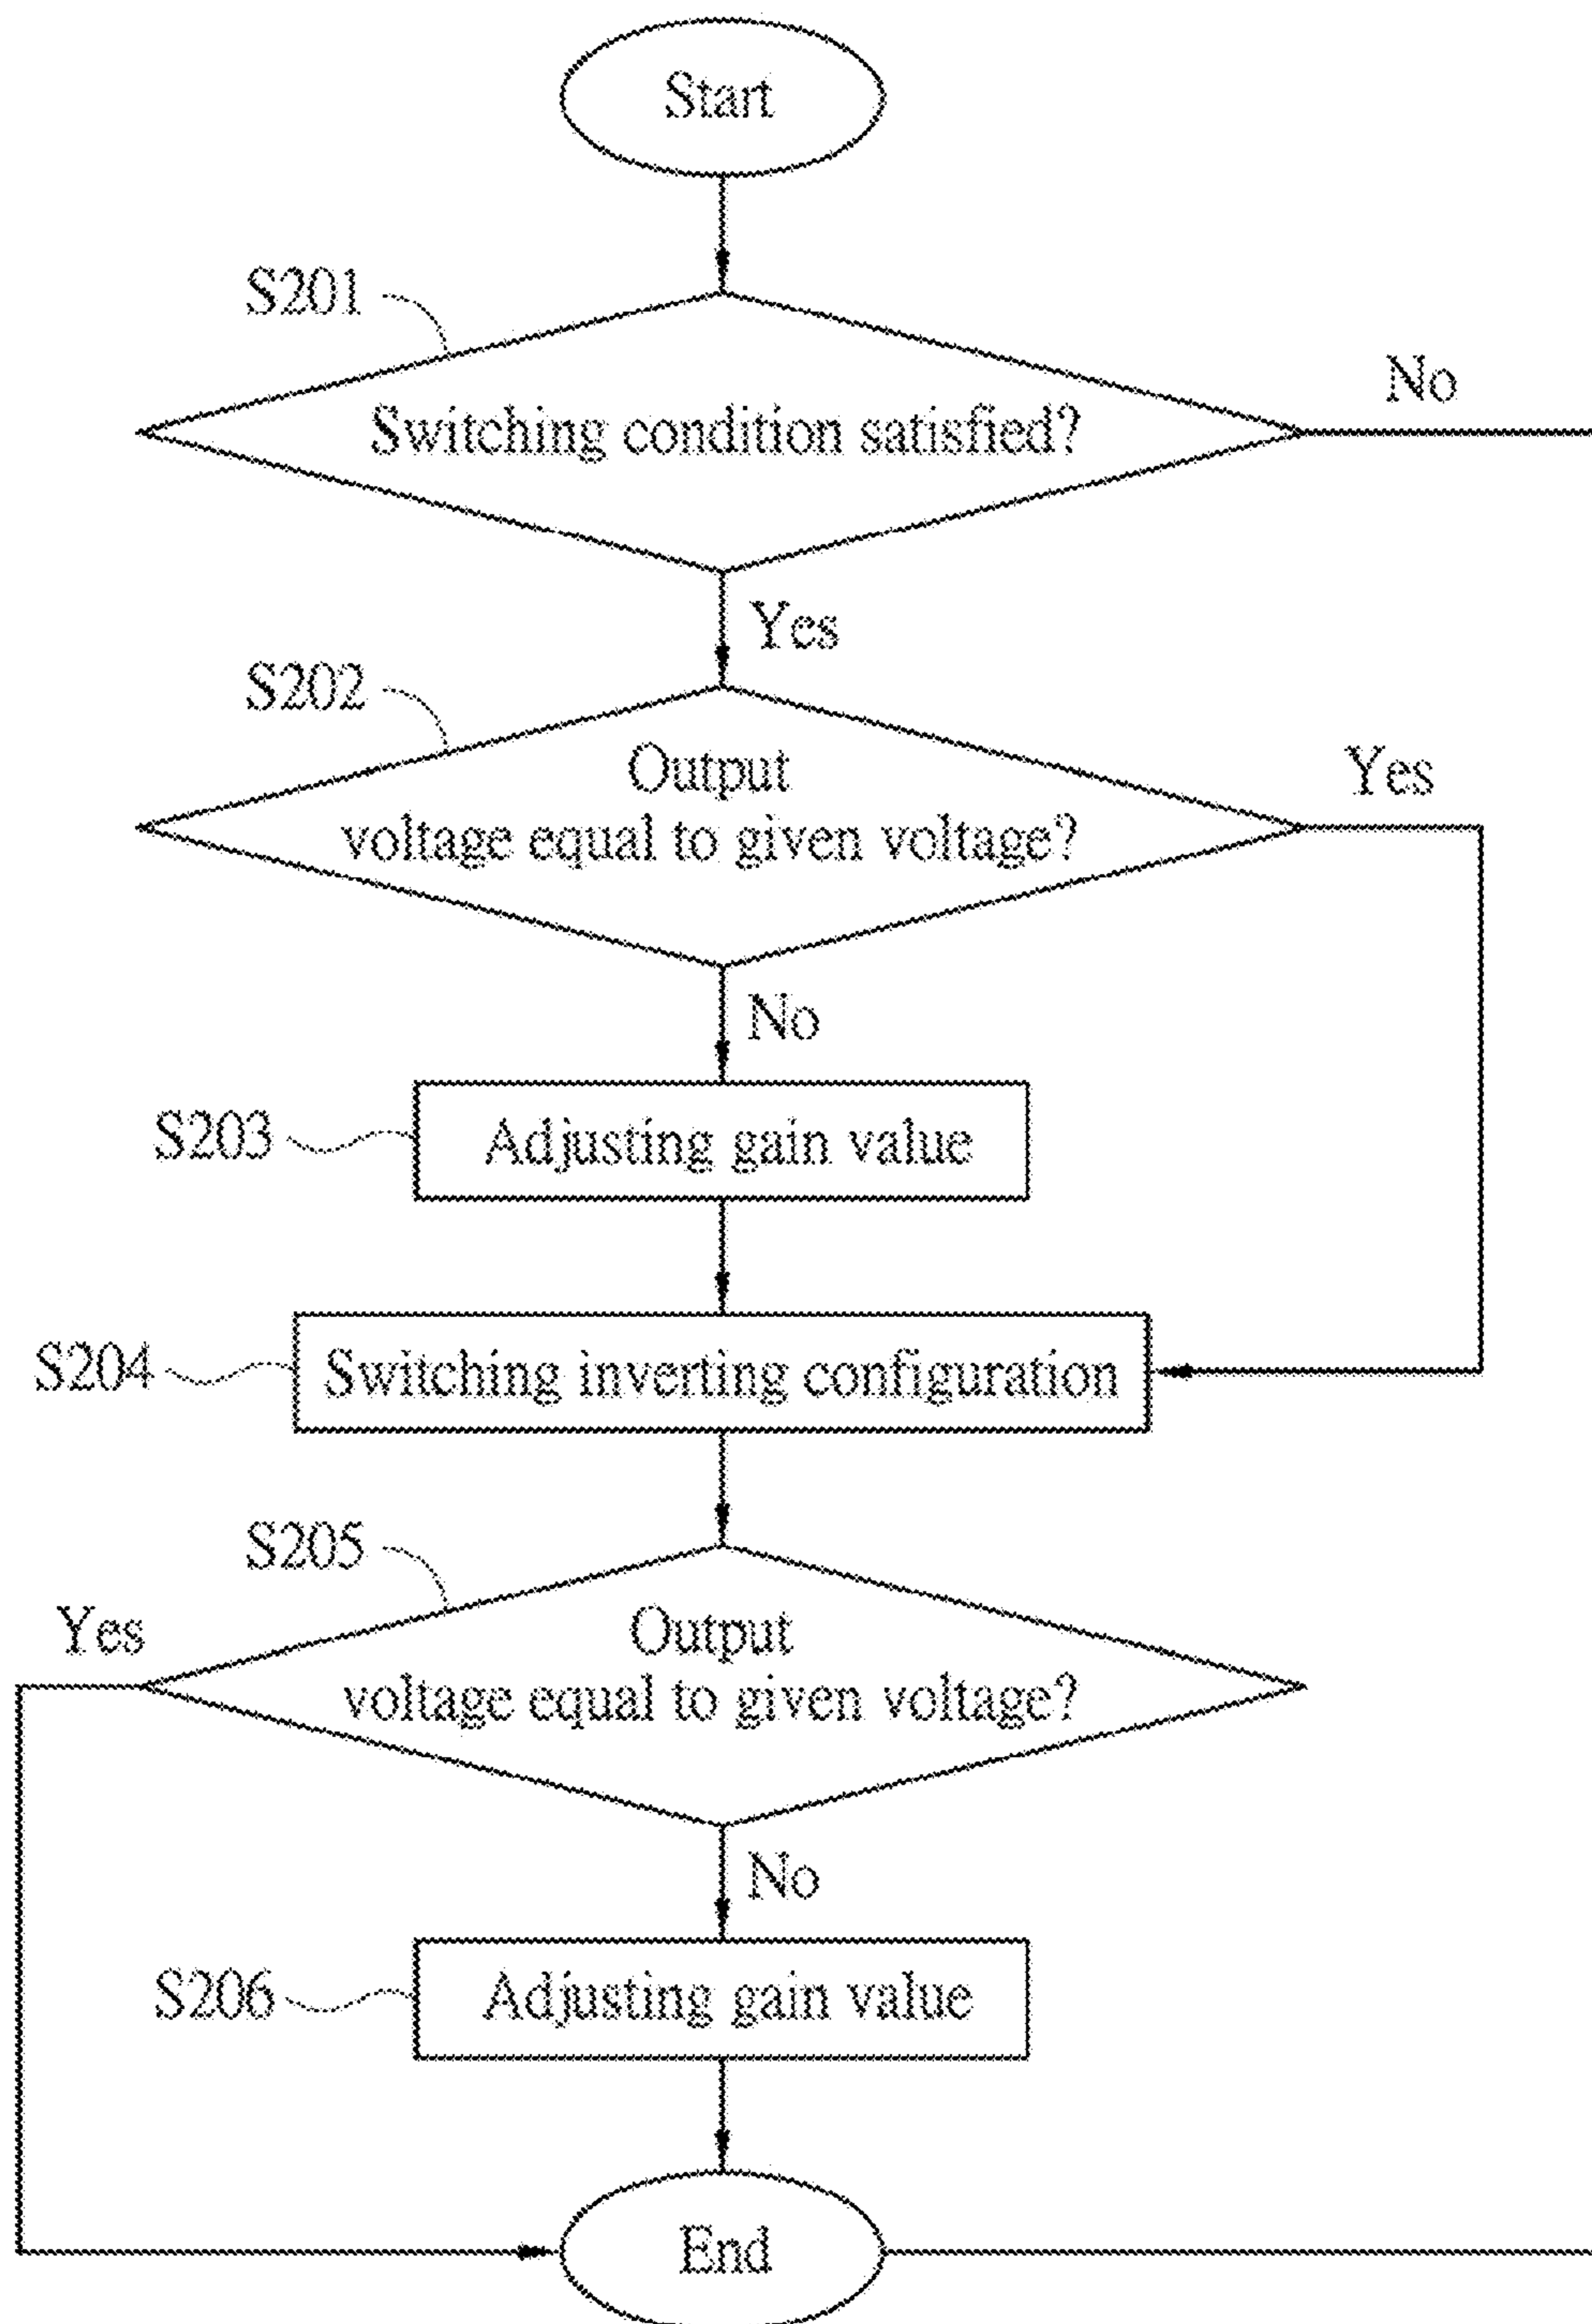 Start
S201
No
Switching condition satisfied?
Yes
S202
Output
Yes
voltage equal to given voltage?
No
S203
Adjusting gain value
S204
Switching inverting configuration
S205
Yes
Output
voltage equal to given voltage?
No
S206
Adjusting gain value
End